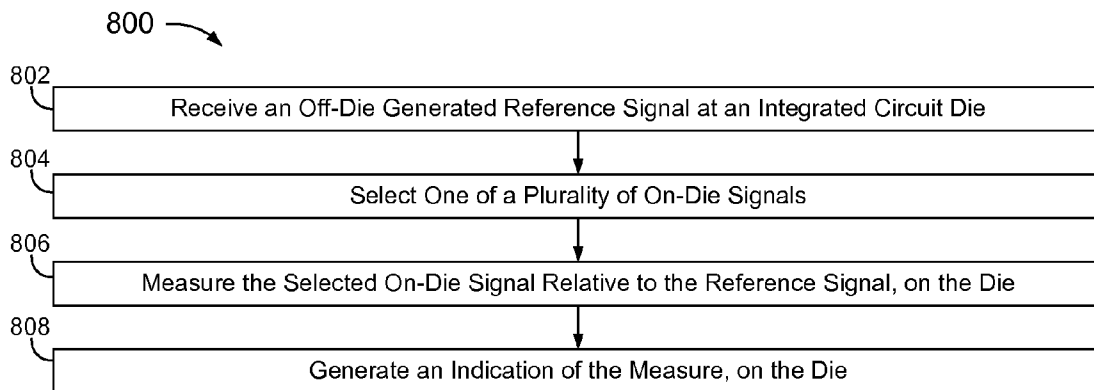 800
802
Receive an Off-Die Generated Reference Signal at an Integrated Circuit Die
804
Select One of a Plurality of On-Die Signals
806
Measure the Selected On-Die Signal Relative to the Reference Signal, on the Die
808
Generate an Indication of the Measure, on the Die